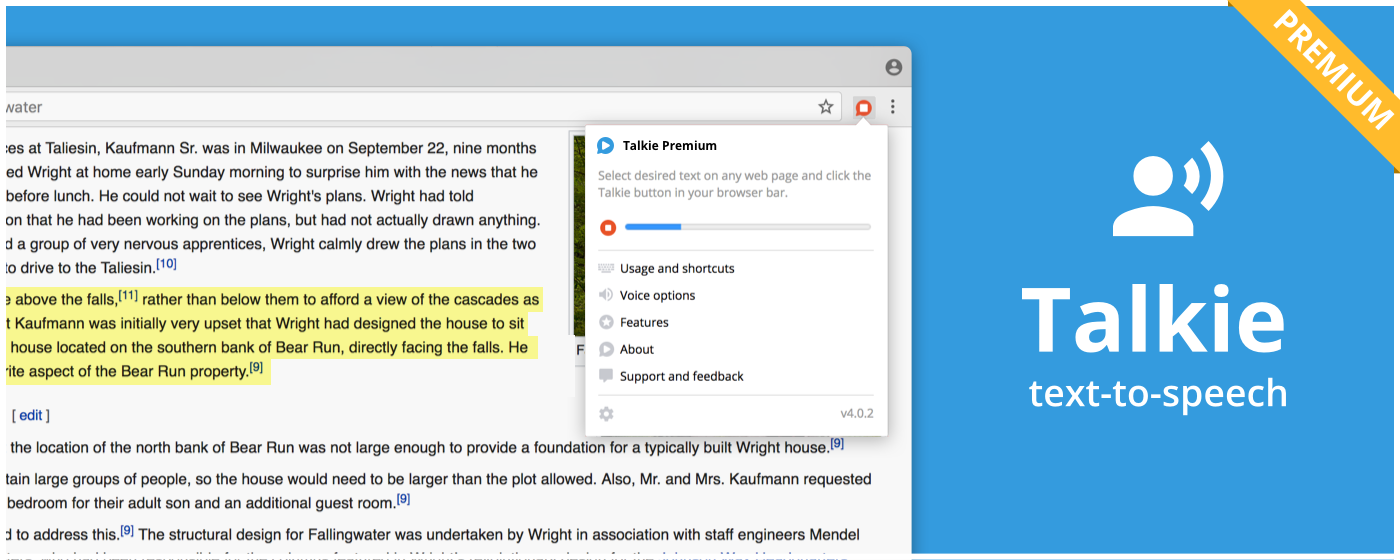 water
ces at Taliesin, Kaufmann Sr. was in Milwaukee on September 22, nine months
ed Wright at home early Sunday morning to surprise him with the news that he
before lunch. He could not wait to see Wright's plans. Wright had told
on that he had been working on the plans, but had not actually drawn anything.
d a group of very nervous apprentices, Wright calmly drew the plans in the two
to drive to the Taliesin.[10]
e above the falls,[11] rather than below them to afford a view of the cascades as
t Kaufmann was initially very upset that Wright had designed the house to sit
house located on the southern bank of Bear Run, directly facing the falls. He
rite aspect of the Bear Run property.[9]
[ edit ]
the location of the north bank of Bear Run was not large enough to provide a foundation for a typically built Wright house.[9]
tain large groups of people, so the house would need to be larger than the plot allowed. Also, Mr. and Mrs. Kaufmann requested
bedroom for their adult son and an additional guest room.[9]
d to address this.[9] The structural design for Fallingwater was undertaken by Wright in association with staff engineers Mendel
F
Talkie Premium
Select desired text on any web page and click the
Talkie button in your browser bar.
Usage and shortcuts
Voice options
Features
About
Support and feedback
v4.0.2
PREMIUM
Talkie
text-to-speech